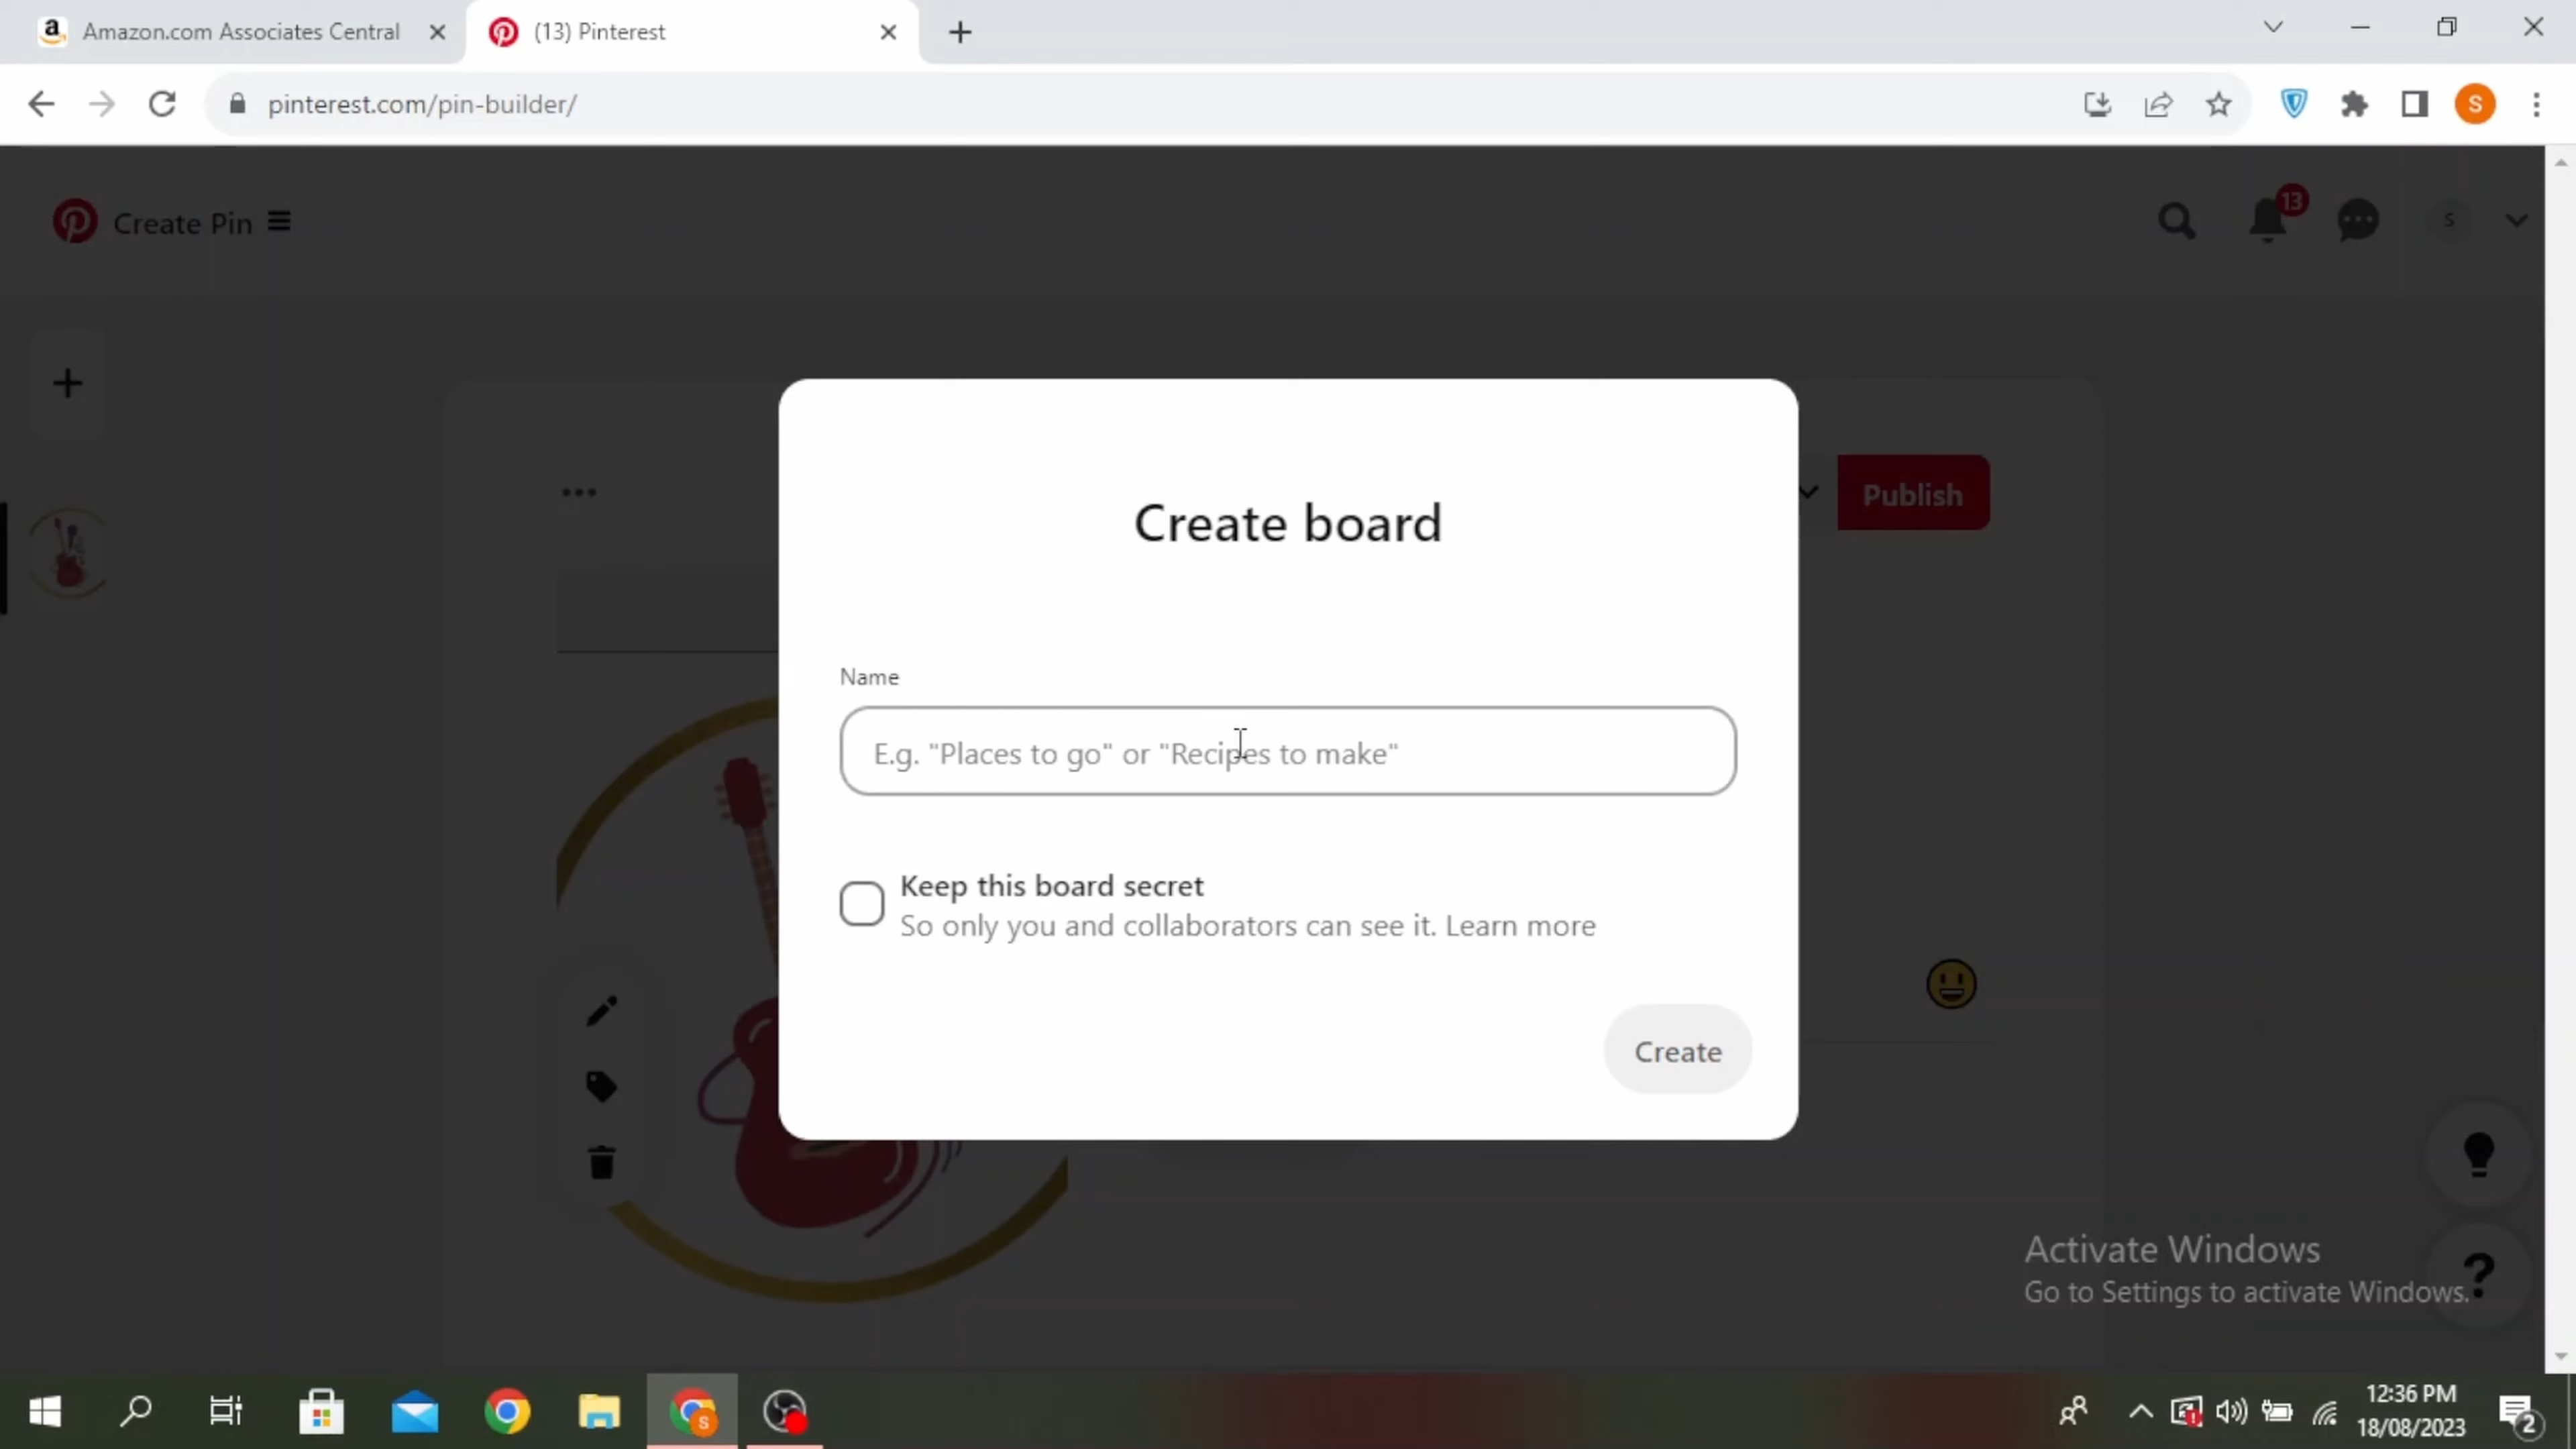 Amazon.com Associates Central
(13) Pinterest
pinterest.com/pin-builder/
S
Create Pin
13
S
Publish
Create board
Name
E.g. "Places to go" or "Recipes to make"
Keep this board secret
So only you and collaborators can see it. Learn more
Create
Activate Windows
Go to Settings to activate Windows.
?
S
12:36 PM
18/08/2023
2